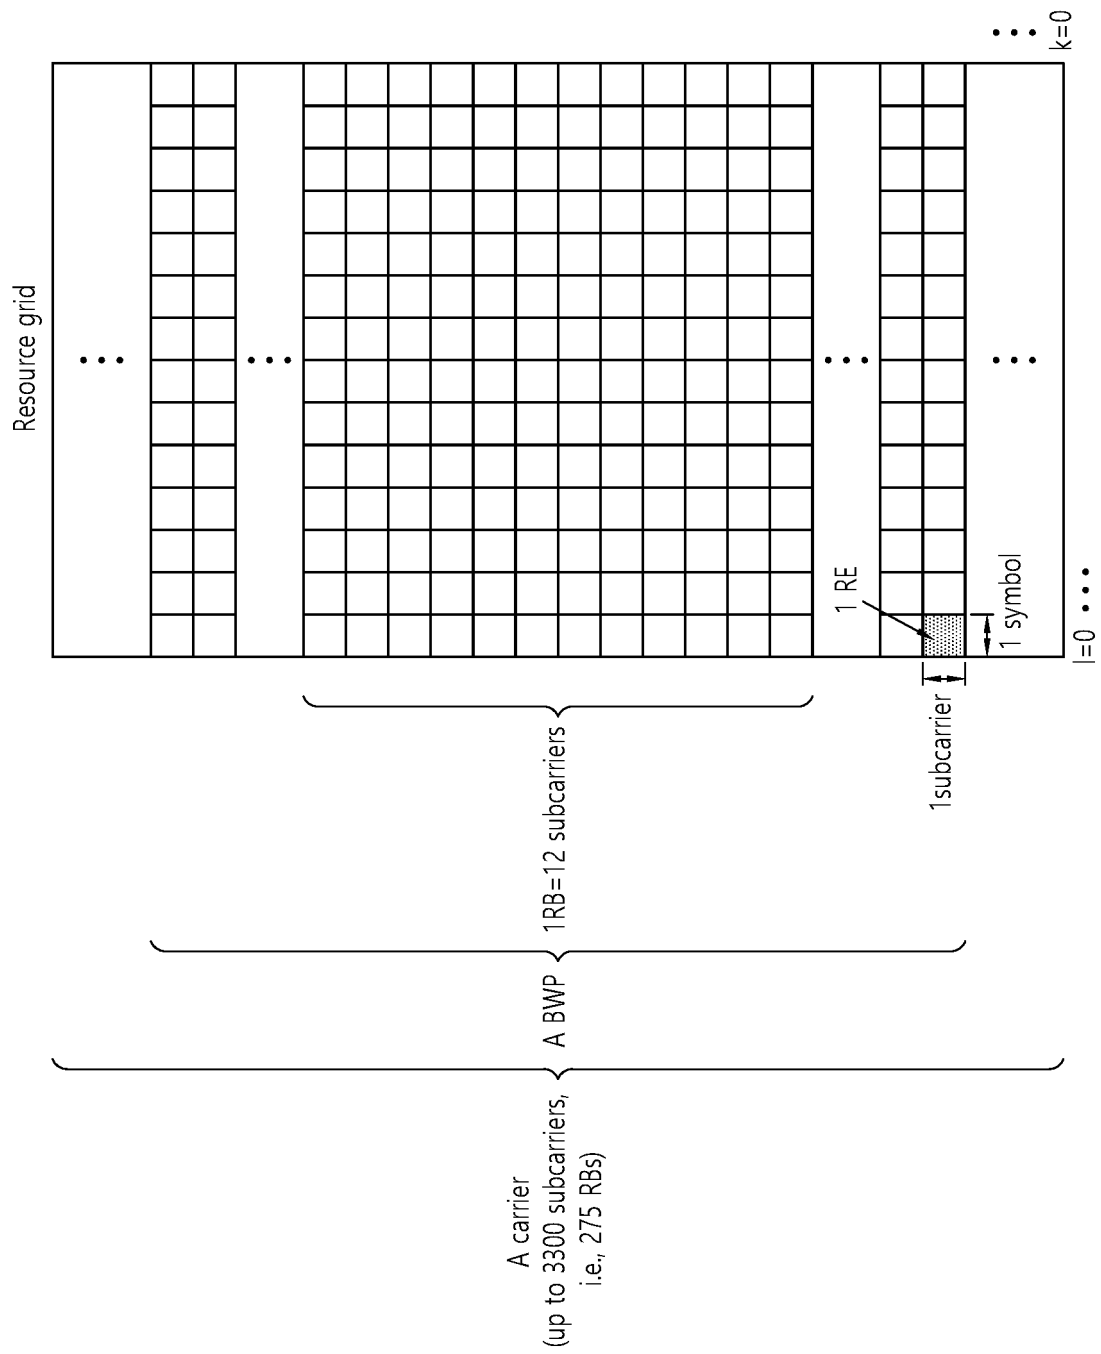 Resource grid
A carrier
(up to 3300 subcarriers,
i.e., 275 RBs)
A BWP
1RB=12 subcarriers
1 RE
1subcarrier
1 symbol
l=0
k=0